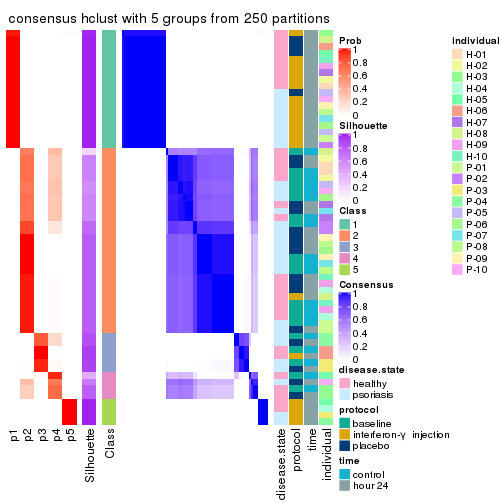 consensus hclust with 5 groups from 250 partitions
p1
p2
p3
p4
p5
Silhouette
Class
disease.state
protocol
time
individual
Prob
1
0.8
0.6
0.4
0.2
0
Silhouette
1
0.8
0.6
0.4
0.2
0
Class
1
2
3
4
5
Consensus
1
0.8
0.6
0.4
0.2
0
disease.state
healthy
psoriasis
protocol
baseline
interferon-γ injection
placebo
time
control
hour 24
individual
H-01
H-02
H-03
H-04
H-05
H-06
H-07
H-08
H-09
H-10
P-01
P-02
P-03
P-04
P-05
P-06
P-07
P-08
P-09
P-10